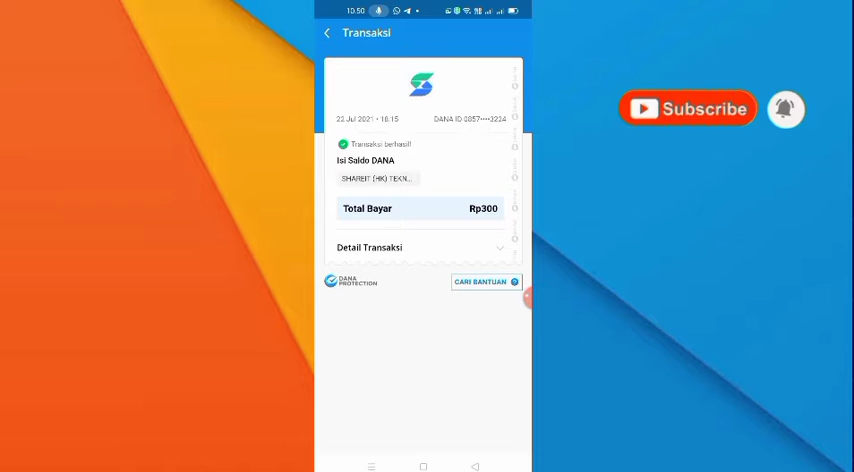 10.50
Transaksi
22 Jul 2021 • 18:15
DANA ID 0857••••3224
Transaksi berhasil!
Isi Saldo DANA
SHAREIT (HK) TEKN...
Total Bayar
Rp300
Detail Transaksi
DANA
PROTECTION
CARI BANTUAN ?
Subscribe